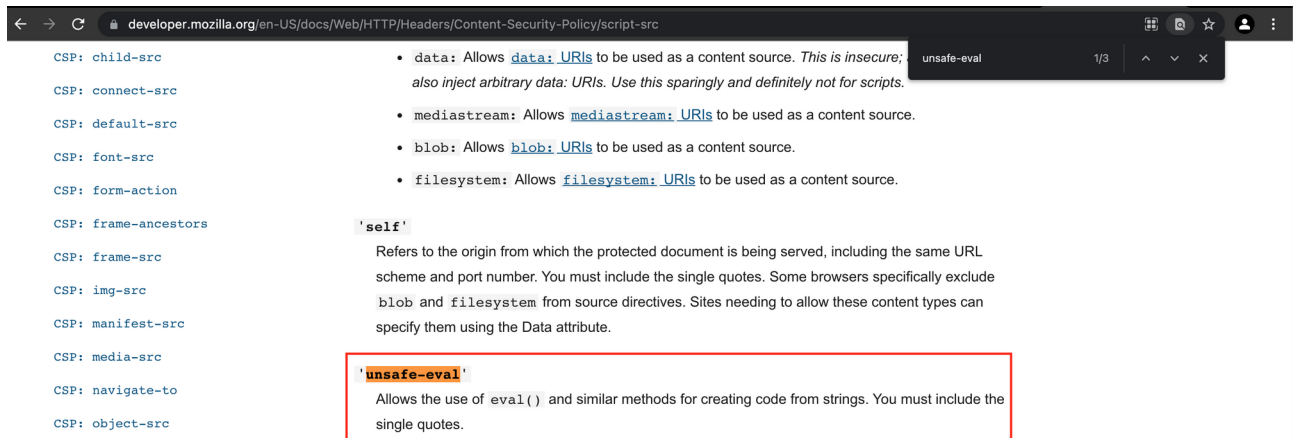 developer.mozilla.org/en-US/docs/Web/HTTP/Headers/Content-Security-Policy/script-src
unsafe-eval 1/3
CSP: child-src
CSP: connect-src
CSP: default-src
CSP: font-src
CSP: form-action
CSP: frame-ancestors
CSP: frame-src
CSP: img-src
CSP: manifest-src
CSP: media-src
CSP: navigate-to
CSP: object-src
• data: Allows data: URIs to be used as a content source. This is insecure;
also inject arbitrary data: URIs. Use this sparingly and definitely not for scripts.
• mediastream: Allows mediastream: URIs to be used as a content source.
• blob: Allows blob: URIs to be used as a content source.
• filesystem: Allows filesystem: URIs to be used as a content source.
'self'
Refers to the origin from which the protected document is being served, including the same URL
scheme and port number. You must include the single quotes. Some browsers specifically exclude
blob and filesystem from source directives. Sites needing to allow these content types can
specify them using the Data attribute.
'unsafe-eval'
Allows the use of eval() and similar methods for creating code from strings. You must include the
single quotes.